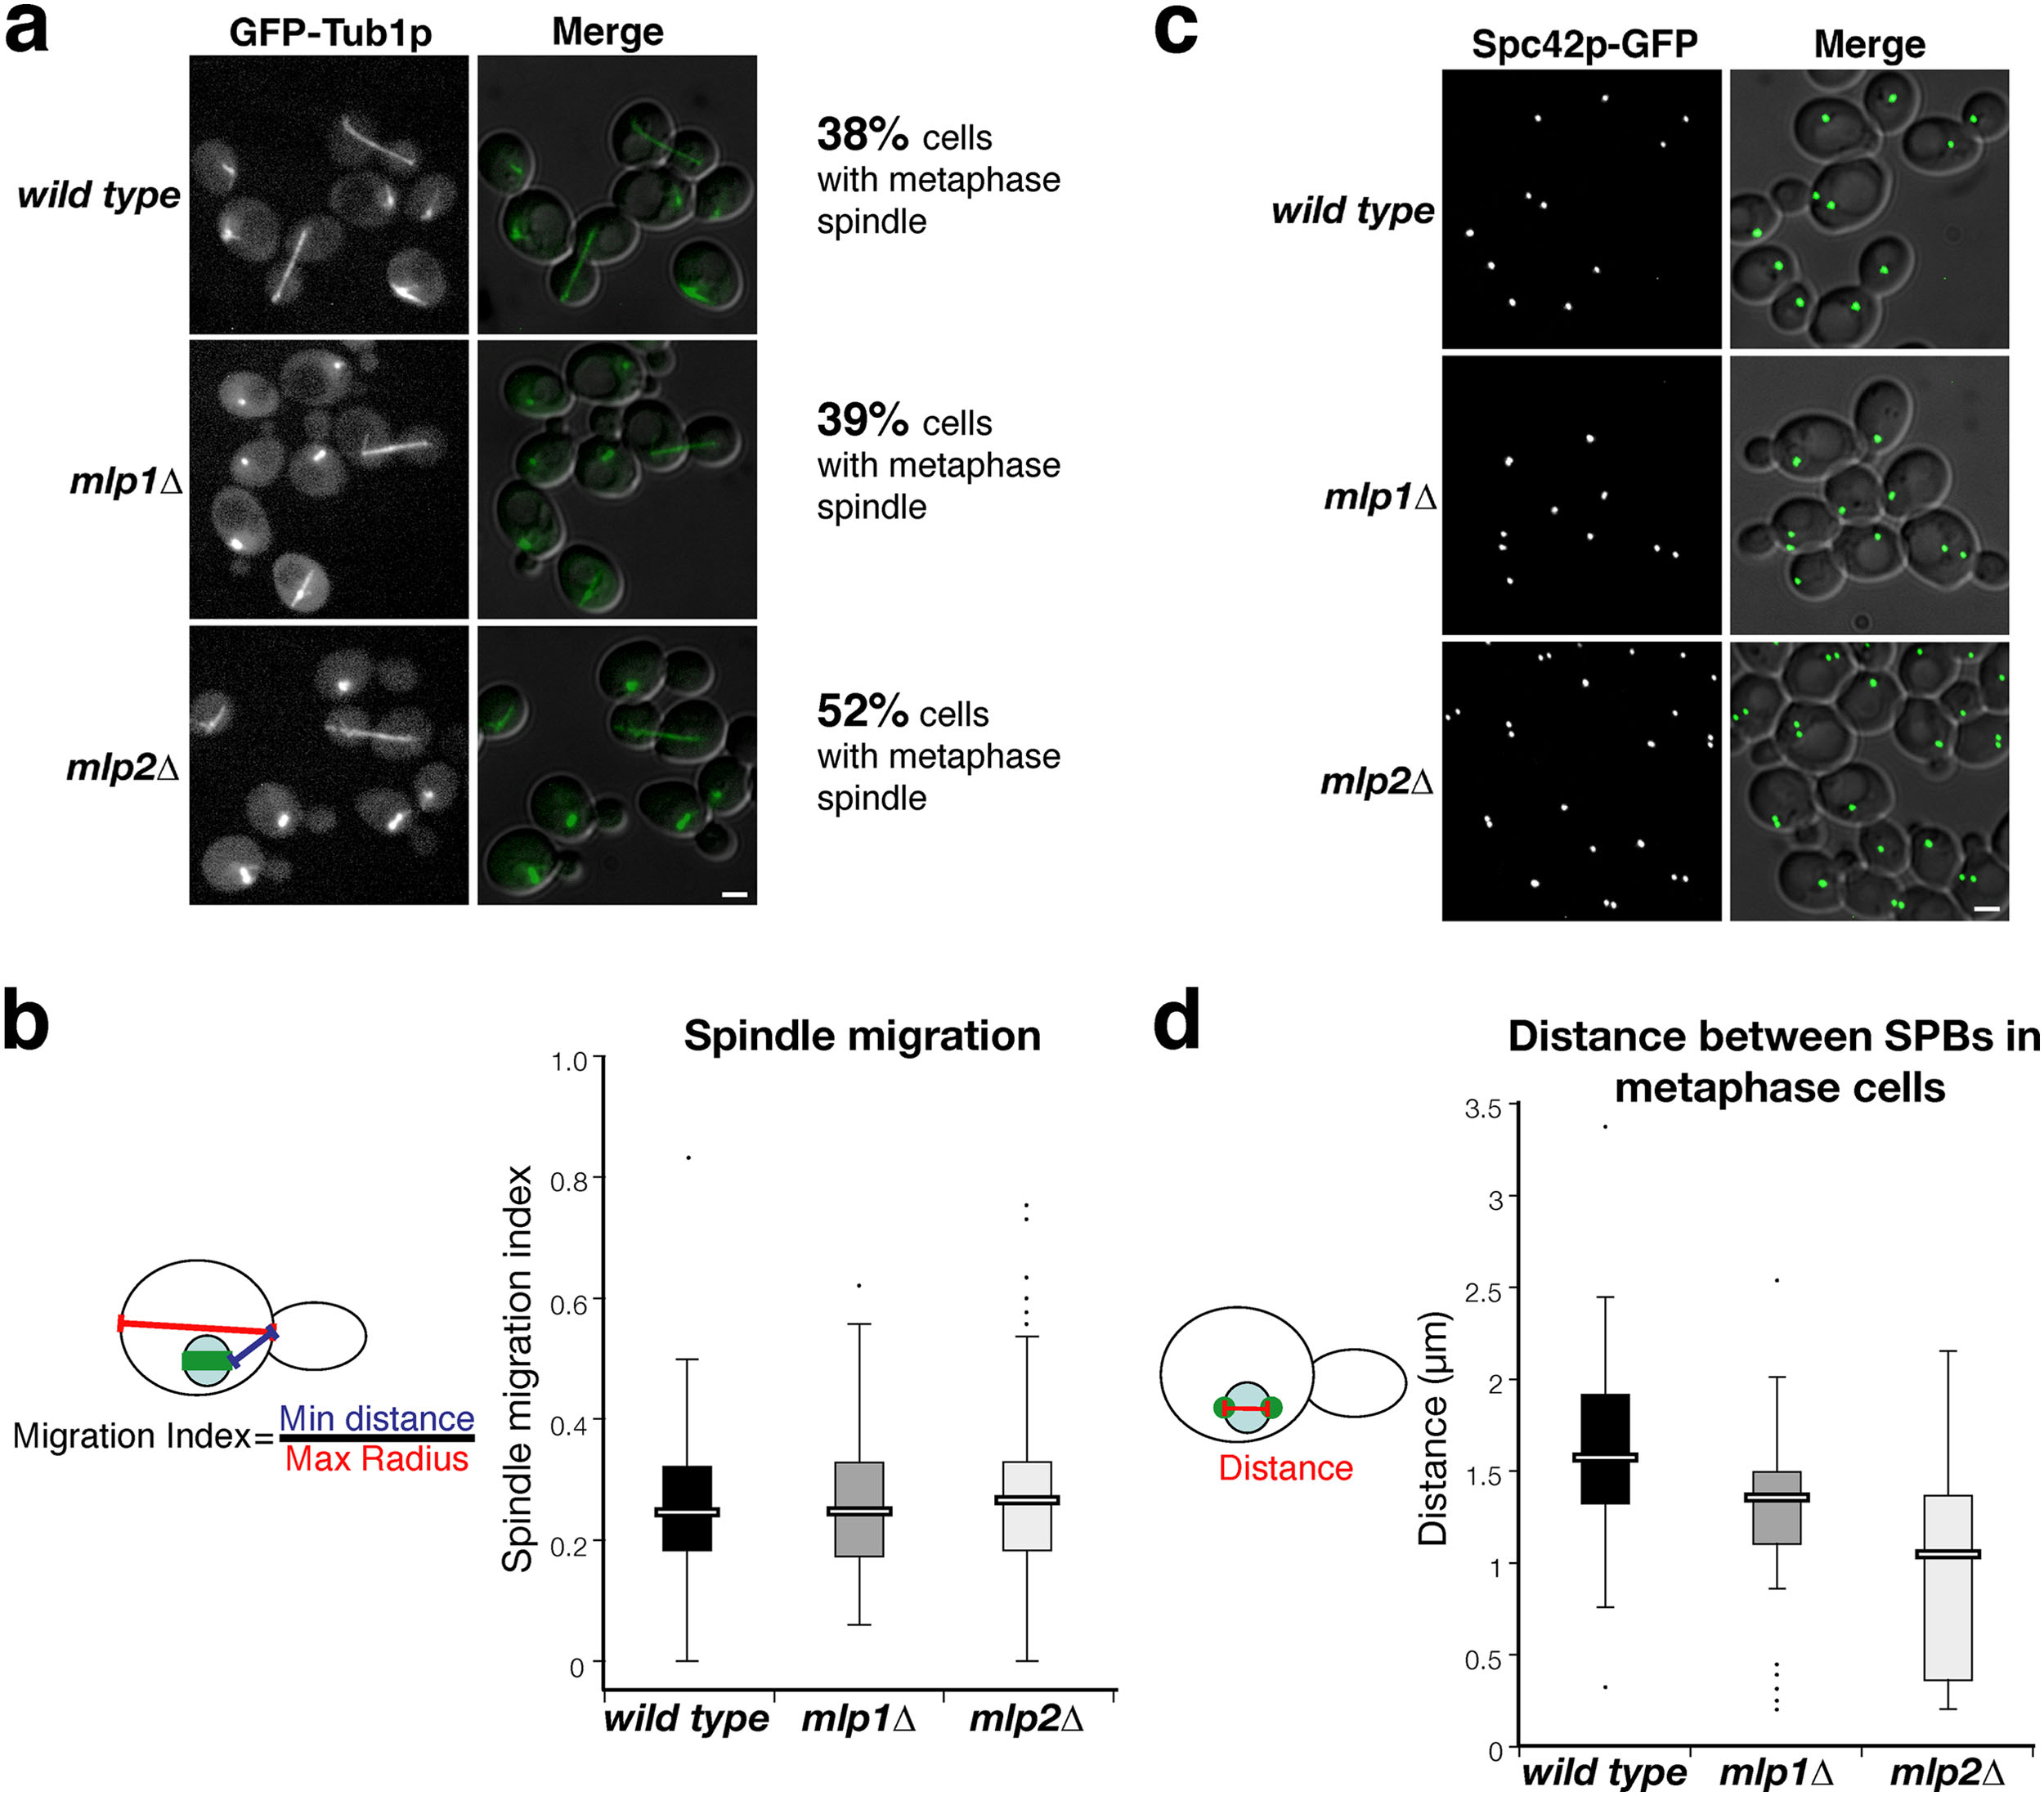 a
GFP-Tub1p
Merge
wild type
38% cells
with metaphase
spindle
mlp1Δ
39% cells
with metaphase
spindle
mlp2Δ
52% cells
with metaphase
spindle
c
Spc42p-GFP
Merge
wild type
mlp1Δ
mlp2Δ
b
Spindle migration
Migration Index=
Min distance
Max Radius
Spindle migration index
1.0
0.8
0.6
0.4
0.2
0
wild type
mlp1Δ
mlp2Δ
d
Distance between SPBs in
metaphase cells
Distance
Distance (µm)
3.5
3
2.5
2
1.5
1
0.5
0
wild type
mlp1Δ
mlp2Δ